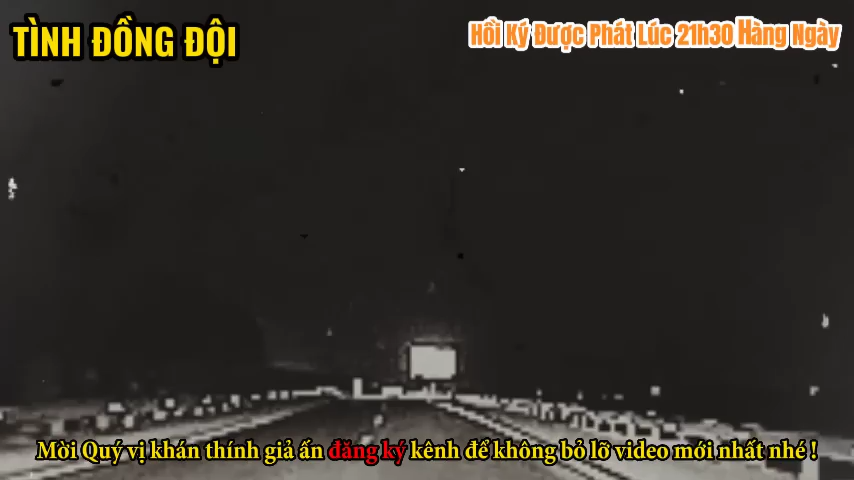 TÌNH ĐỒNG ĐỘI
Hồi Ký Được Phát Lúc 21h30 Hàng Ngày
Mời Quý vị khán thính giả ấn đăng ký kênh để không bỏ lỡ video mới nhất nhé !